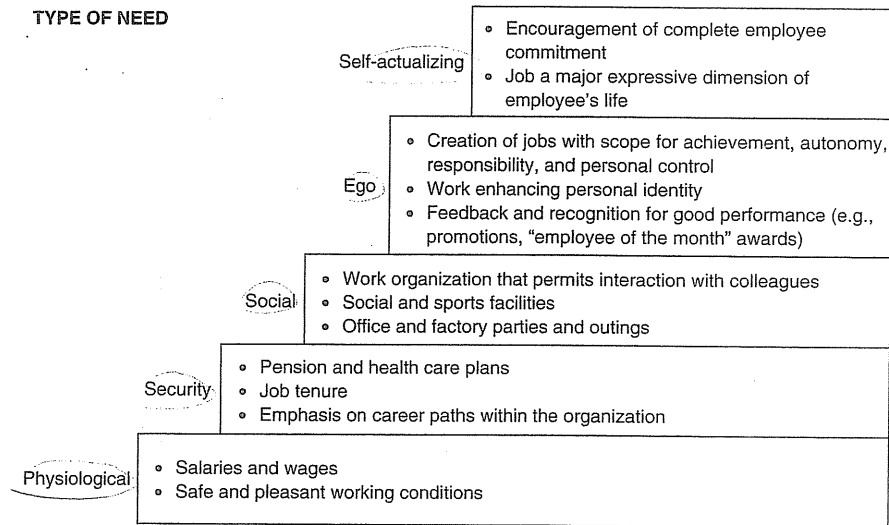 TYPE OF NEED
Self-actualizing
• Encouragement of complete employee
commitment
• Job a major expressive dimension of
employee's life
Ego
• Creation of jobs with scope for achievement, autonomy,
responsibility, and personal control
• Work enhancing personal identity
• Feedback and recognition for good performance (e.g.,
promotions, "employee of the month" awards)
Social
• Work organization that permits interaction with colleagues
• Social and sports facilities
• Office and factory parties and outings
Security
• Pension and health care plans
• Job tenure
• Emphasis on career paths within the organization
Physiological
• Salaries and wages
• Safe and pleasant working conditions